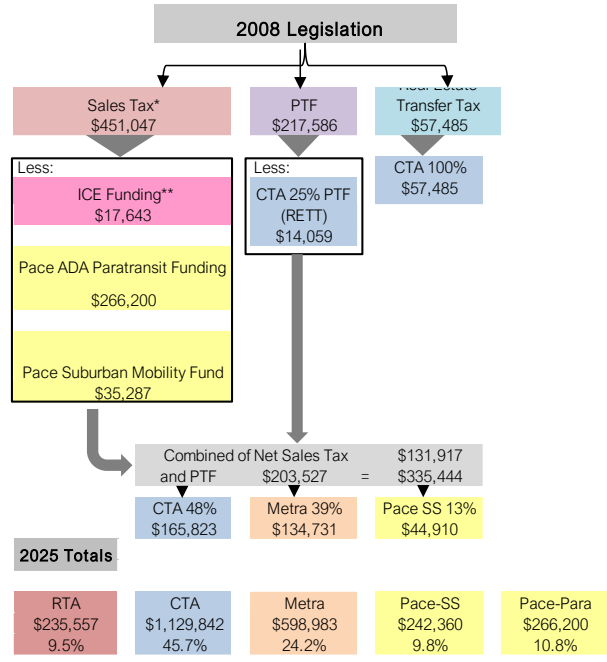 2008 Legislation
Sales Tax*
$451,047
PTF
$217,586
Real Estate
Transfer Tax
$57,485
Less:
ICE Funding**
$17,643
Pace ADA Paratransit Funding
$266,200
Pace Suburban Mobility Fund
$35,287
Less:
CTA 25% PTF
(RETT)
$14,059
CTA 100%
$57,485
Combined of Net Sales Tax $131,917
and PTF $203,527 = $335,444
CTA 48%
$165,823
Metra 39%
$134,731
Pace SS 13%
$44,910
2025 Totals
RTA
$235,557
9.5%
CTA
$1,129,842
45.7%
Metra
$598,983
24.2%
Pace-SS
$242,360
9.8%
Pace-Para
$266,200
10.8%